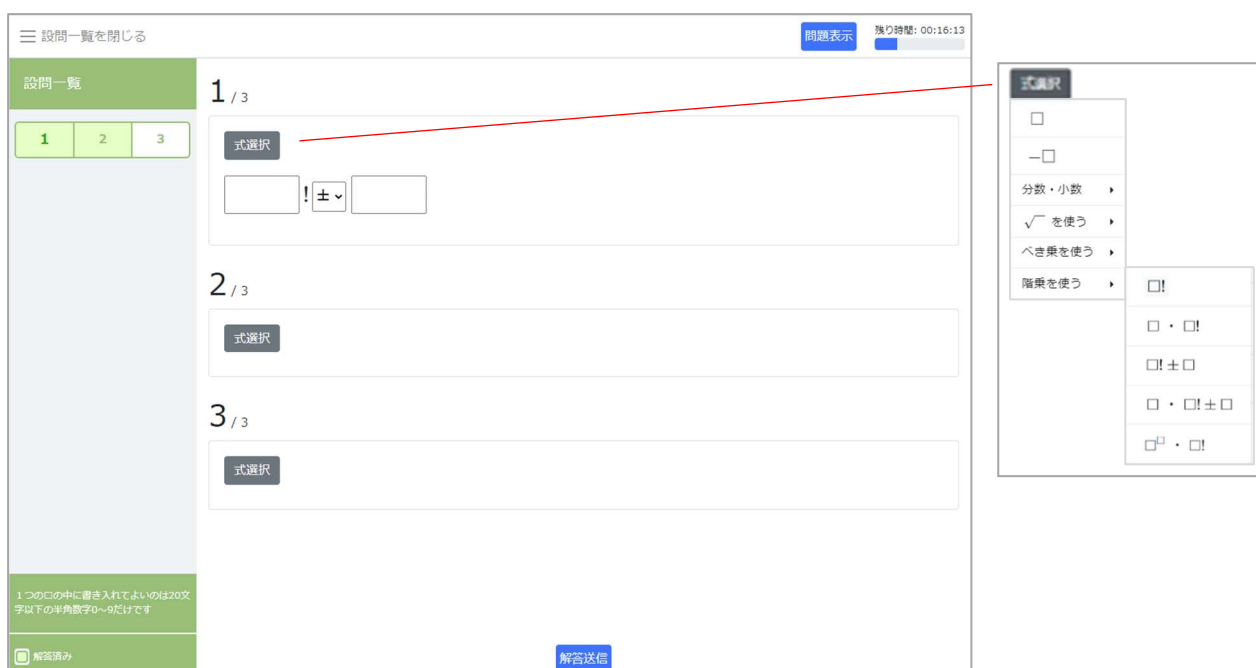 設問一覧を閉じる
問題表示
残り時間: 00:16:13
設問一覧
1 2 3
1 / 3
式選択
□ ! ± □
2 / 3
式選択
3 / 3
式選択
1つの口の中に書き入れてよいのは20文
字以下の半角数字0～9だけです
解答済み
解答送信
式選択
□
−□
分数・小数
√ を使う
べき乗を使う
階乗を使う
□!
□ ・ □!
□! ± □
□ ・ □! ± □
□^□ ・ □!